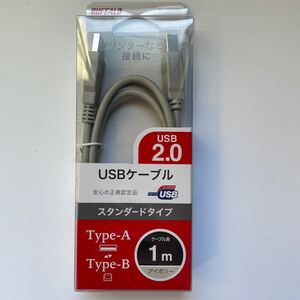 BUFFALO
プリンターなど
接続に
USB
2.0
USBケーブル
安心の正規認定品
USB
スタンダードタイプ
Type-A
Type-B
ケーブル長
1m
アイボリー